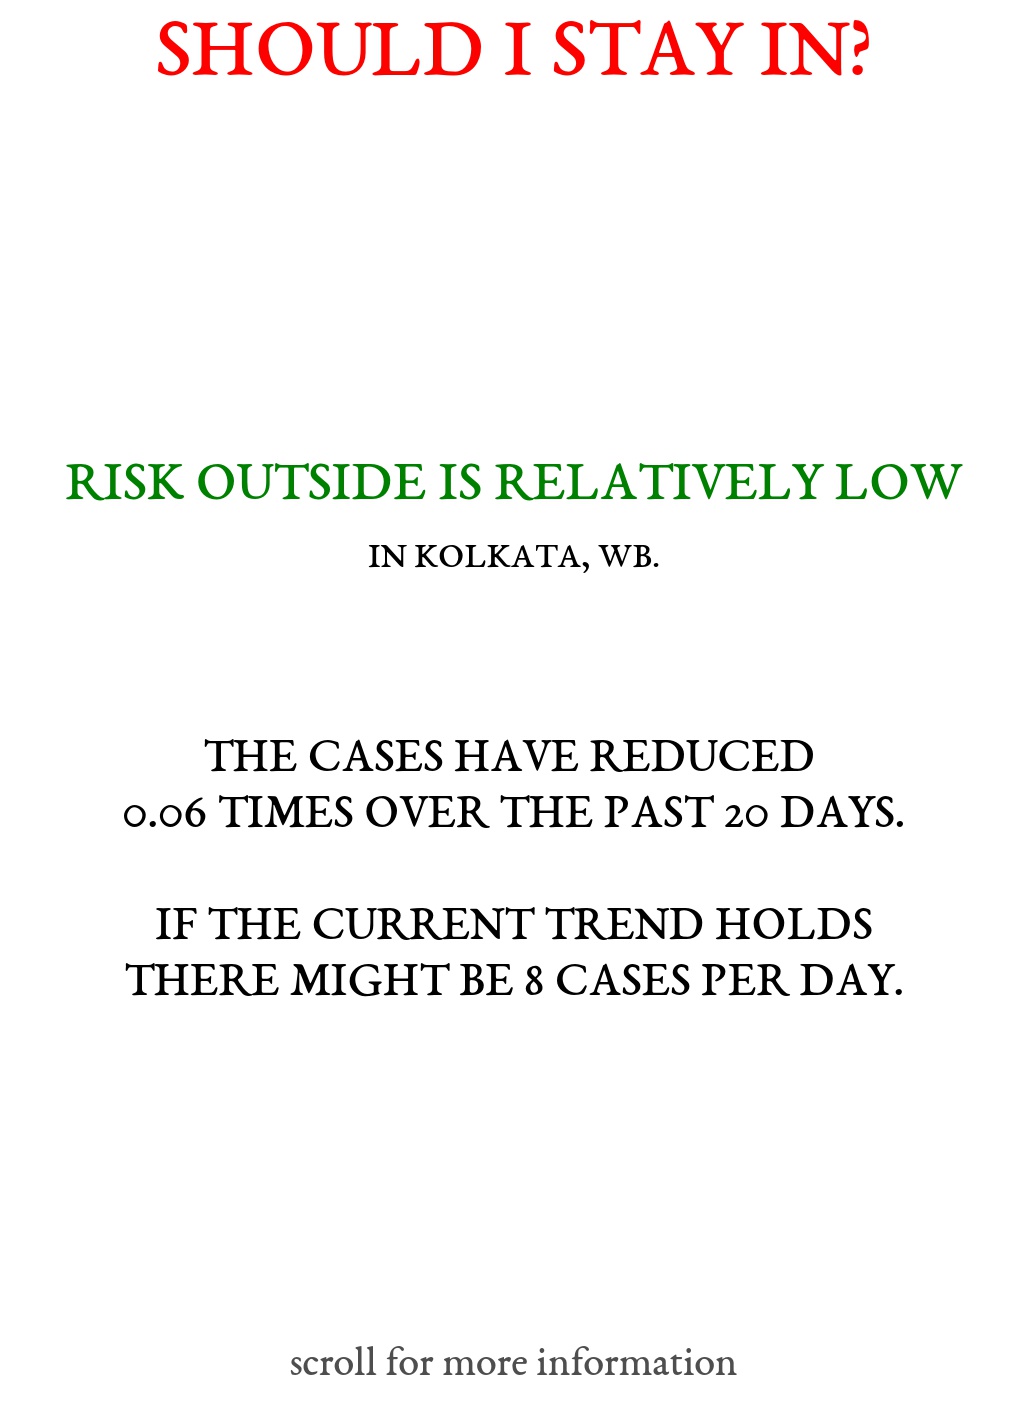 SHOULD I STAY IN?
RISK OUTSIDE IS RELATIVELY LOW
IN KOLKATA, WB.
THE CASES HAVE REDUCED
0.06 TIMES OVER THE PAST 20 DAYS.
IF THE CURRENT TREND HOLDS
THERE MIGHT BE 8 CASES PER DAY.
scroll for more information